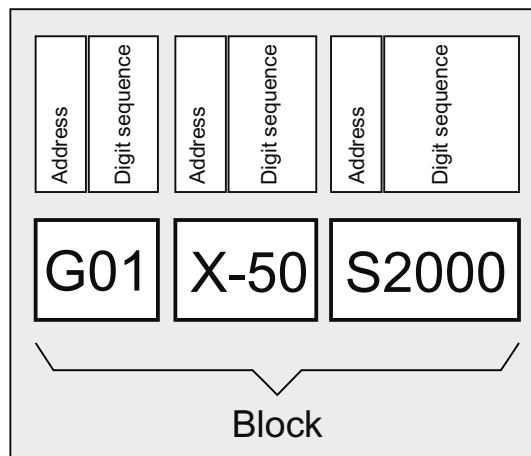 Address Digit sequence Address Digit sequence Address Digit sequence
G01 X-50 S2000
Block